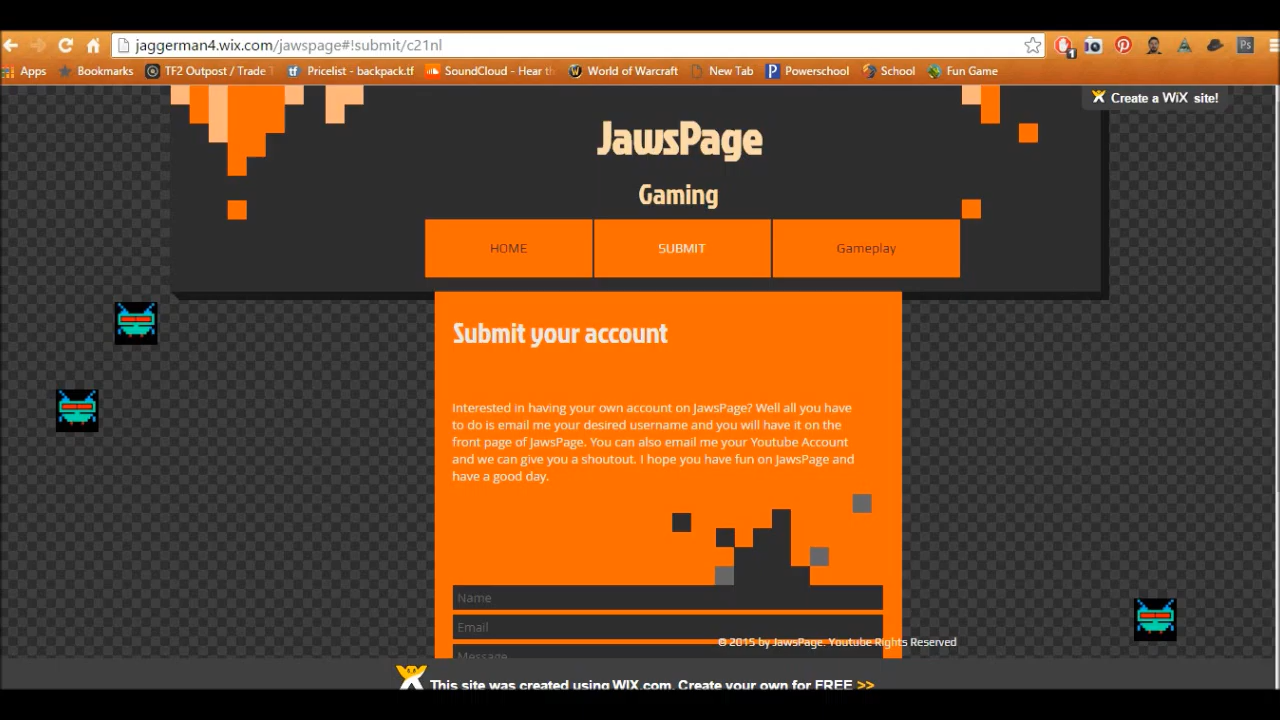 jaggerman4.wix.com/jawspage#!submit/c21nl
1
Apps Bookmarks TF2 Outpost / Trade Pricelist - backpack.tf SoundCloud - Hear th World of Warcraft New Tab Powerschool School Fun Game
Create a WiX site!
JawsPage
Gaming
HOME SUBMIT Gameplay
Submit your account
Interested in having your own account on JawsPage? Well all you have
to do is email me your desired username and you will have it on the
front page of JawsPage. You can also email me your Youtube Account
and we can give you a shoutout. I hope you have fun on JawsPage and
have a good day.
Name
Email
© 2015 by JawsPage. Youtube Rights Reserved
Message
This site was created using WIX.com. Create your own for FREE >>